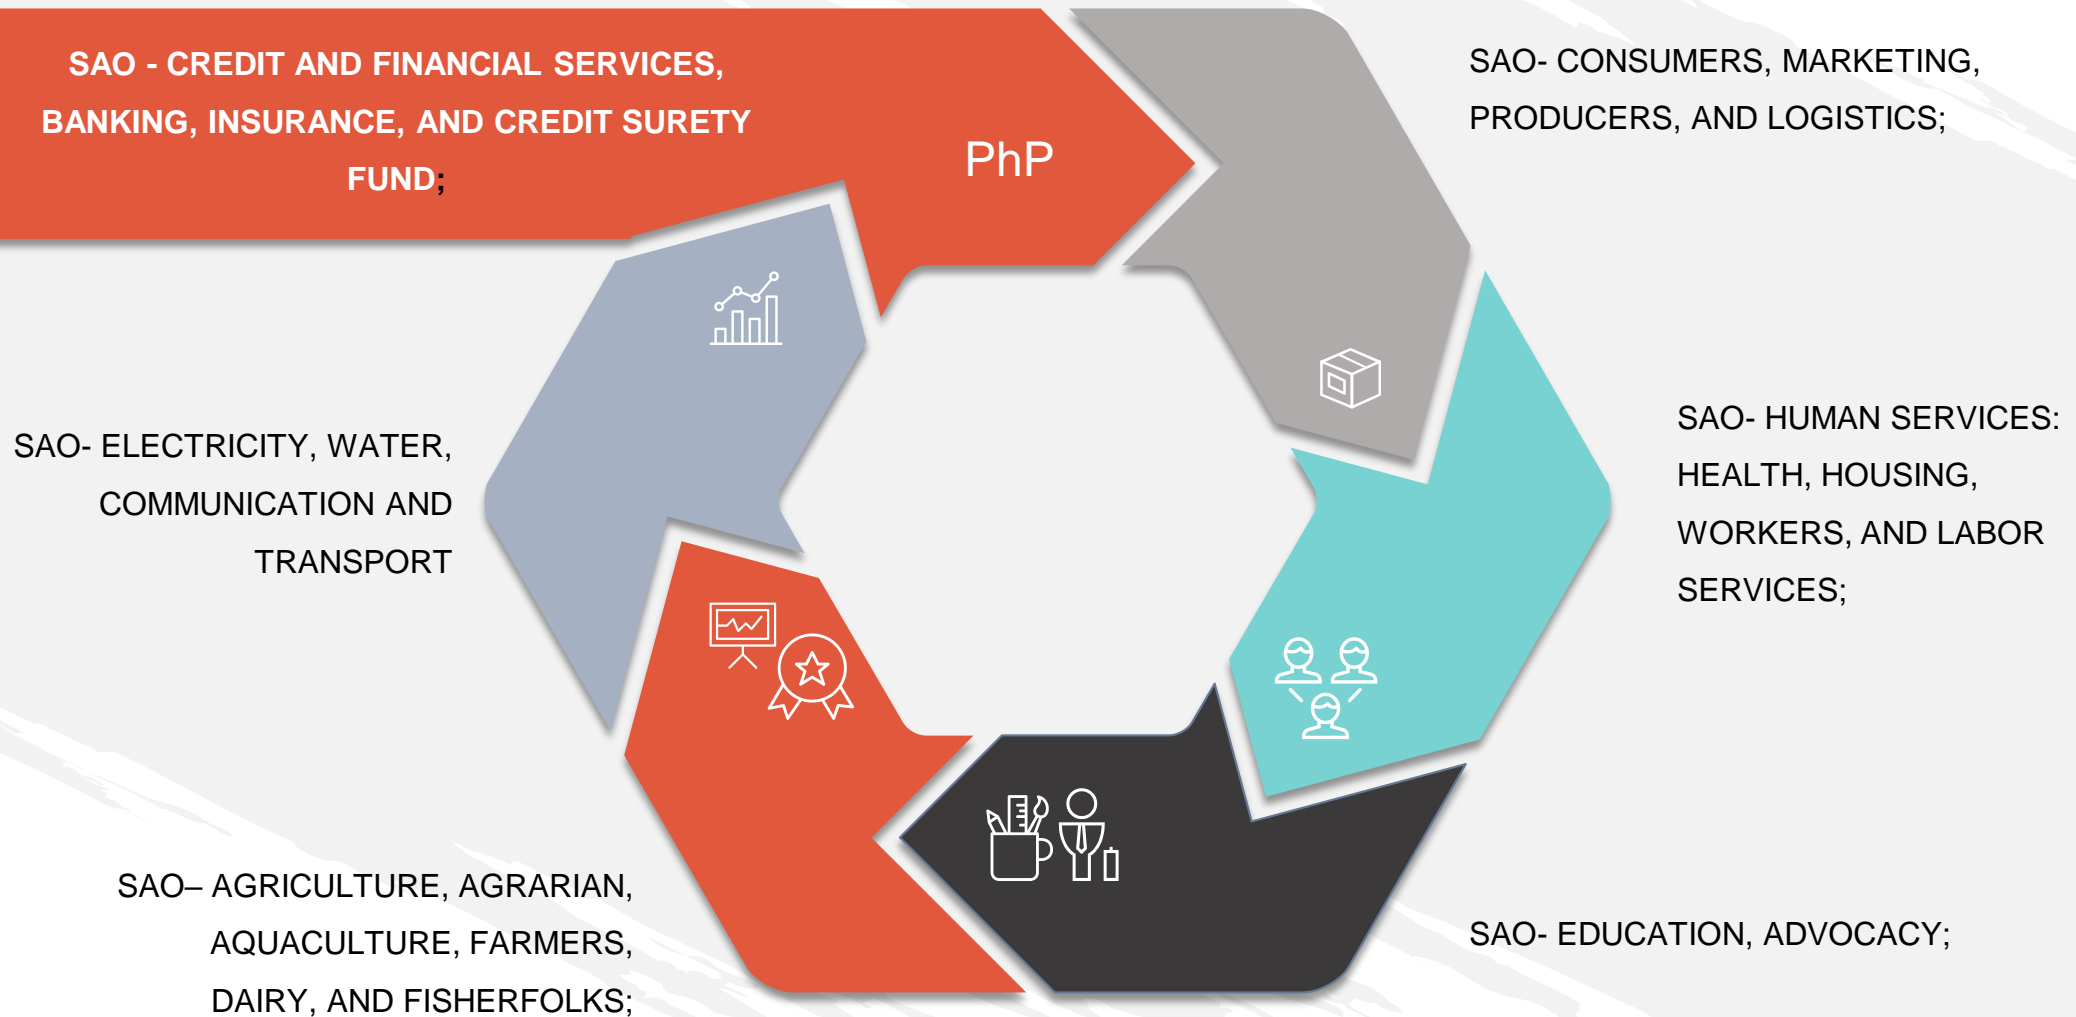 SAO - CREDIT AND FINANCIAL SERVICES,
BANKING, INSURANCE, AND CREDIT SURETY
FUND;
PhP
SAO- CONSUMERS, MARKETING,
PRODUCERS, AND LOGISTICS;
SAO- HUMAN SERVICES:
HEALTH, HOUSING,
WORKERS, AND LABOR
SERVICES;
SAO- EDUCATION, ADVOCACY;
SAO– AGRICULTURE, AGRARIAN,
AQUACULTURE, FARMERS,
DAIRY, AND FISHERFOLKS;
SAO- ELECTRICITY, WATER,
COMMUNICATION AND
TRANSPORT